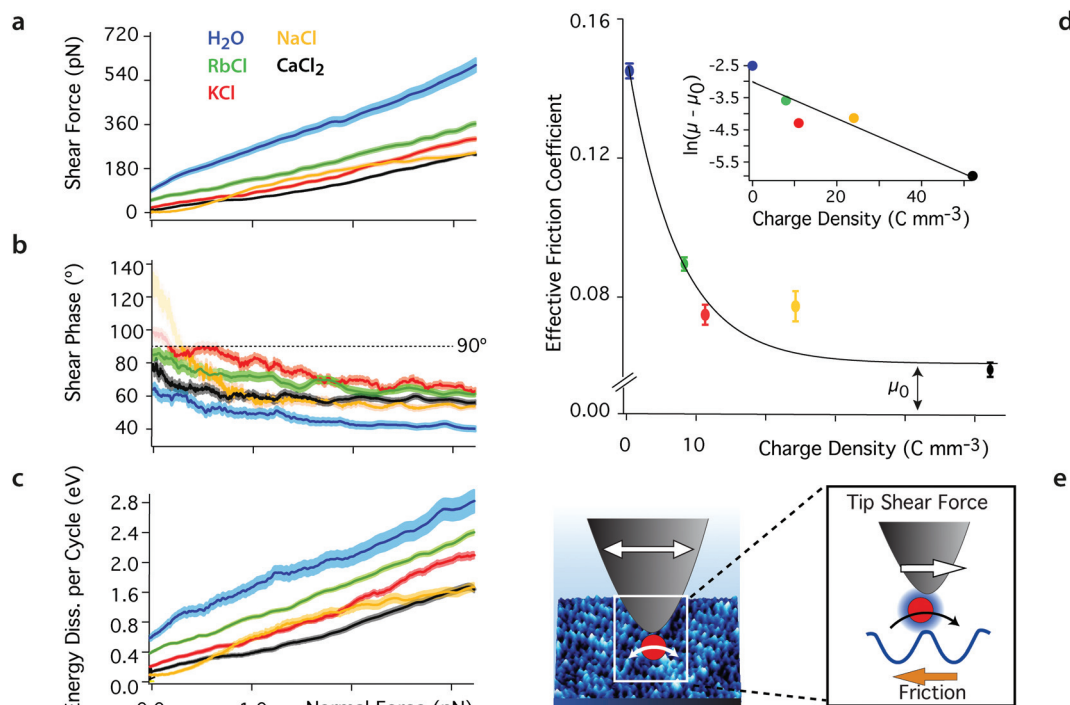 a
Shear Force (pN)
720
540
360
180
0
H₂O
NaCl
RbCl
CaCl₂
KCl
b
Shear Phase (°)
140
120
100
80
60
40
90°
c
Energy Diss. per Cycle (eV)
2.8
2.4
2.0
1.6
0.8
0.4
0.0
1.0
Normal Force (nN)
d
Effective Friction Coefficient
0.16
0.12
0.08
0.00
0
10
Charge Density (C mm⁻³)
μ₀
ln(μ - μ₀)
-2.5
-3.5
-4.5
-5.5
0
20
40
Charge Density (C mm⁻³)
e
Tip Shear Force
Friction